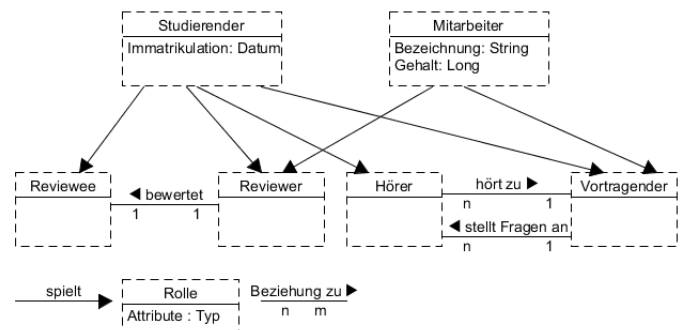 Studierender
Immatrikulation: Datum
Mitarbeiter
Bezeichnung: String
Gehalt: Long
Reviewee
◀ bewertet
1 1
Reviewer
Hörer
hört zu ▶
n 1
◀ stellt Fragen an
n 1
Vortragender
spielt
Rolle
Attribute : Typ
Beziehung zu ▶
n m